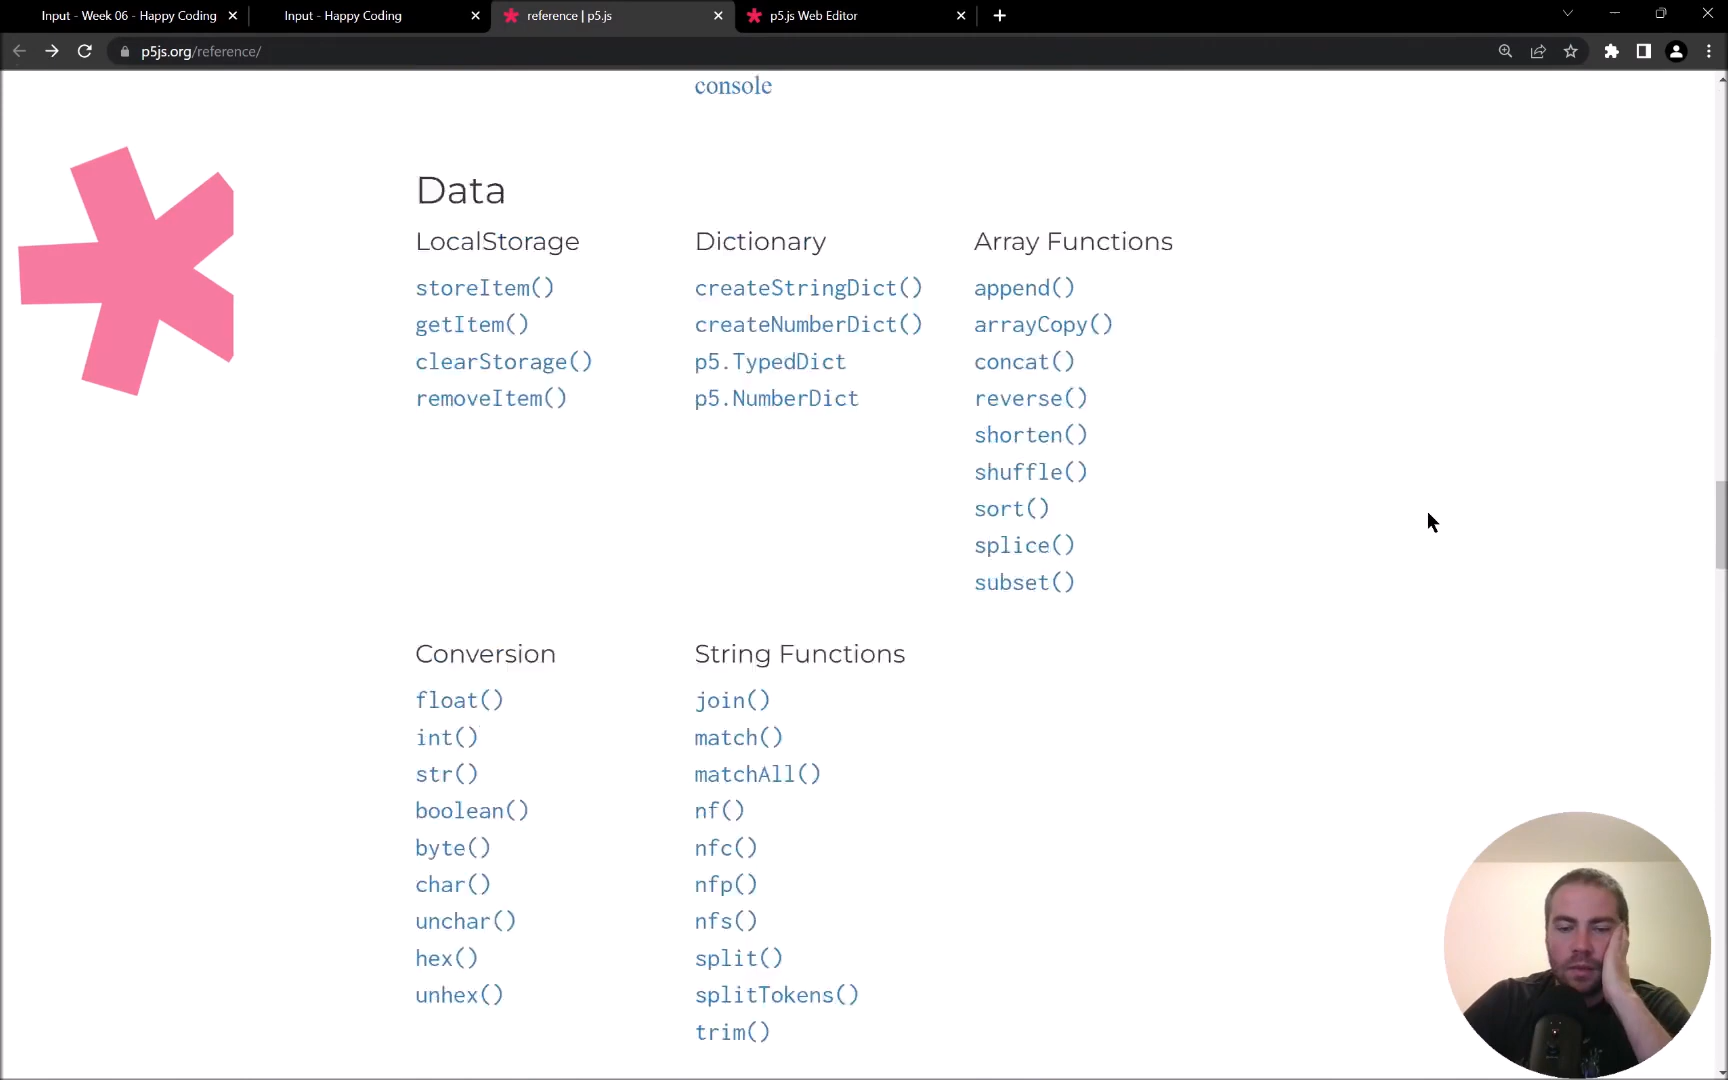 Input - Week 06 - Happy Coding
Input - Happy Coding
reference | p5.js
p5.js Web Editor
p5js.org/reference/
console
Data
LocalStorage
storeItem()
getItem()
clearStorage()
removeItem()
Dictionary
createStringDict()
createNumberDict()
p5.TypedDict
p5.NumberDict
Array Functions
append()
arrayCopy()
concat()
reverse()
shorten()
shuffle()
sort()
splice()
subset()
Conversion
float()
int()
str()
boolean()
byte()
char()
unchar()
hex()
unhex()
String Functions
join()
match()
matchAll()
nf()
nfc()
nfp()
nfs()
split()
splitTokens()
trim()